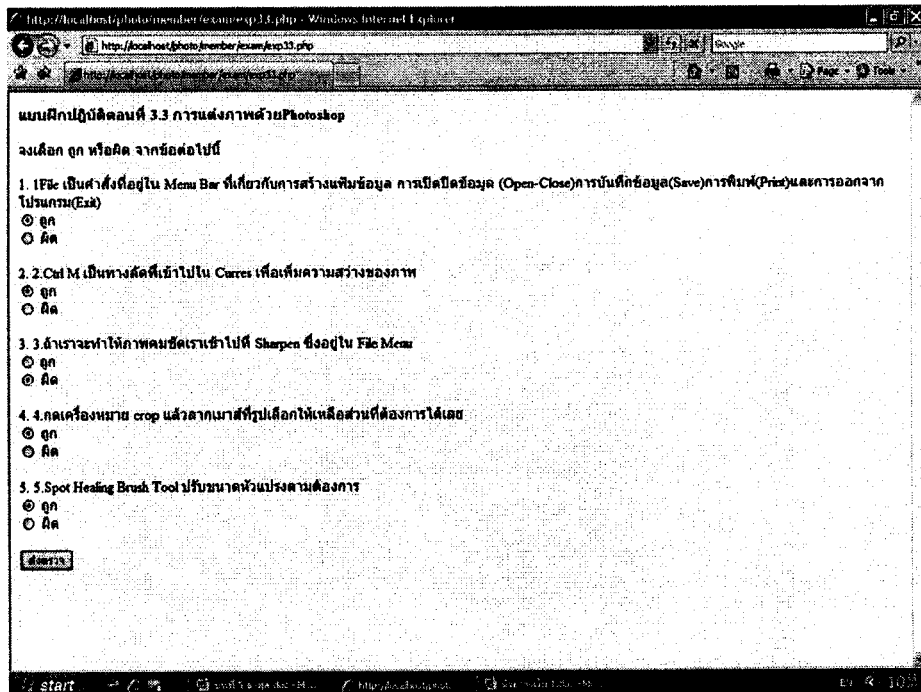 http://localhost/photo/member/exam/exp33.php - Windows Internet Explorer
http://localhost/photo/member/exam/exp33.php
Google
http://localhost/photo/member/exam/exp33.php
Page
Tools
แบบฝึกปฏิบัติตอนที่ 3.3 การแต่งภาพด้วยPhotoshop
จงเลือก ถูก หรือผิด จากข้อต่อไปนี้
1. 1File เป็นคำสั่งที่อยู่ใน Menu Bar ที่เกี่ยวกับการสร้างแฟ้มข้อมูล การเปิดปิดข้อมูล (Open-Close)การบันทึกข้อมูล(Save)การพิมพ์(Print)และการออกจาก
โปรแกรม(Exit)
ถูก
ผิด
2. 2.Ctrl M เป็นทางลัดที่เข้าไปใน Curres เพื่อเพิ่มความสว่างของภาพ
ถูก
ผิด
3. 3.ถ้าเราจะทำให้ภาพคมชัดเราเข้าไปที่ Sharpen ซึ่งอยู่ใน File Menu
ถูก
ผิด
4. 4.กดเครื่องหมาย crop แล้วลากเมาส์ที่รูปเลือกให้เหลือส่วนที่ต้องการได้เลย
ถูก
ผิด
5. 5.Spot Healing Brush Tool ปรับขนาดหัวแปรงตามต้องการ
ถูก
ผิด
start